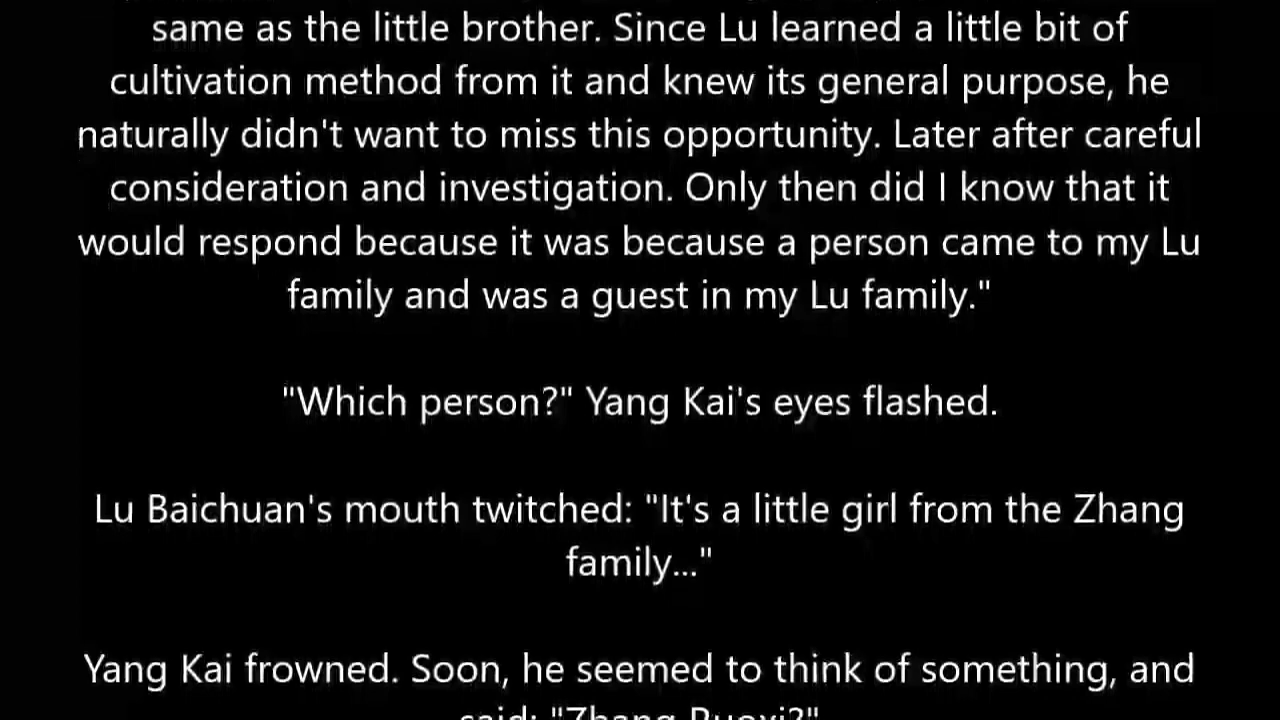 same as the little brother. Since Lu learned a little bit of
cultivation method from it and knew its general purpose, he
naturally didn't want to miss this opportunity. Later after careful
consideration and investigation. Only then did I know that it
would respond because it was because a person came to my Lu
family and was a guest in my Lu family."
"Which person?" Yang Kai's eyes flashed.
Lu Baichuan's mouth twitched: "It's a little girl from the Zhang
family..."
Yang Kai frowned. Soon, he seemed to think of something, and
said: "Zhang Ruoxi?"